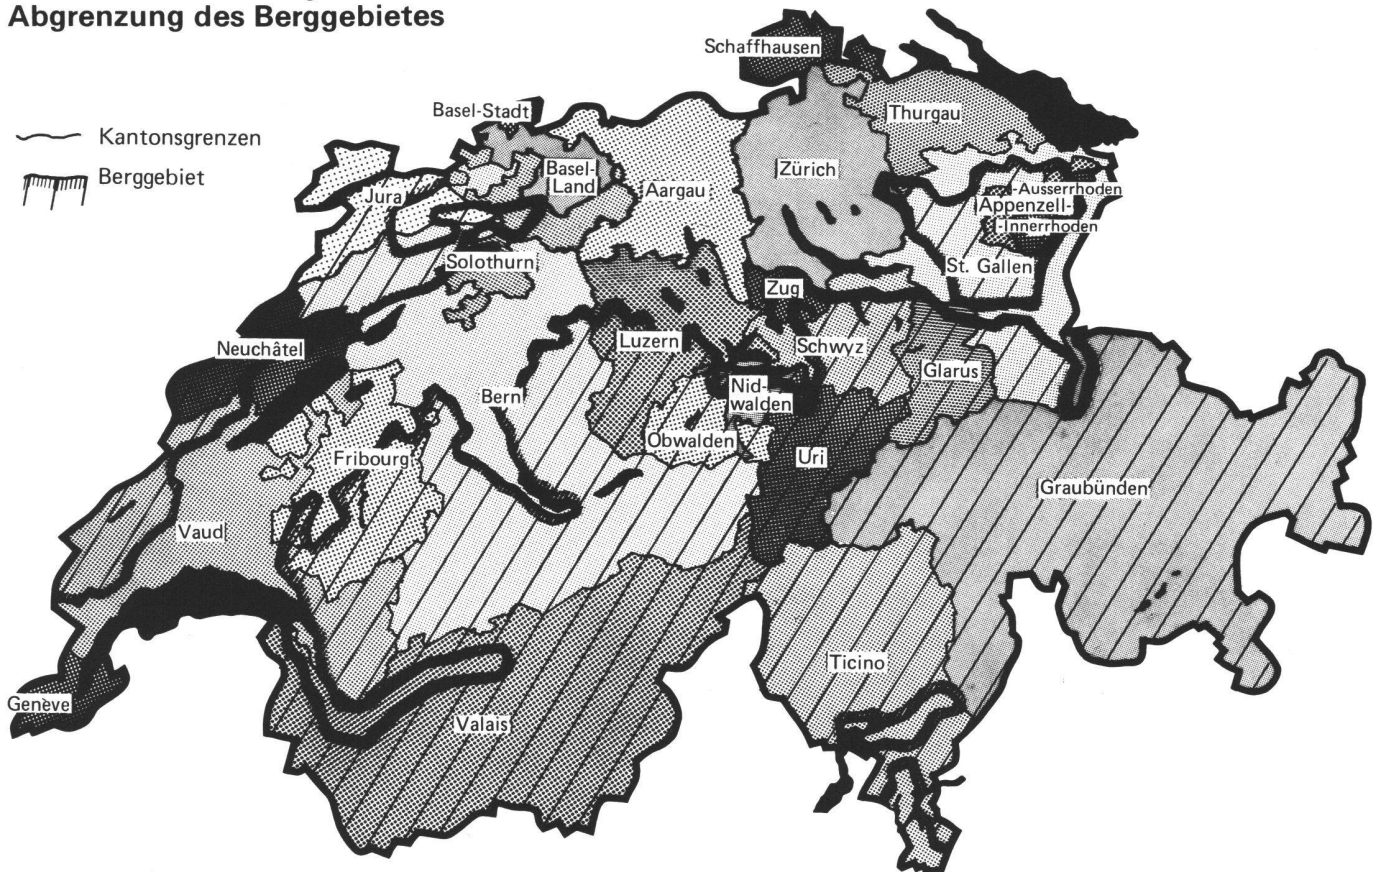 Abgrenzung des Berggebietes
Kantonsgrenzen
Berggebiet
Schaffhausen
Basel-Stadt
Thurgau
Basel-
Land
Zürich
Jura
Aargau
-Ausserrhoden
Appenzell-
-Innerrhoden
Solothurn
St. Gallen
Zug
Neuchâtel
Luzern
Schwyz
Glarus
Nid-
walden
Bern
Obwalden
Fribourg
Uri
Graubünden
Vaud
Ticino
Genève
Valais